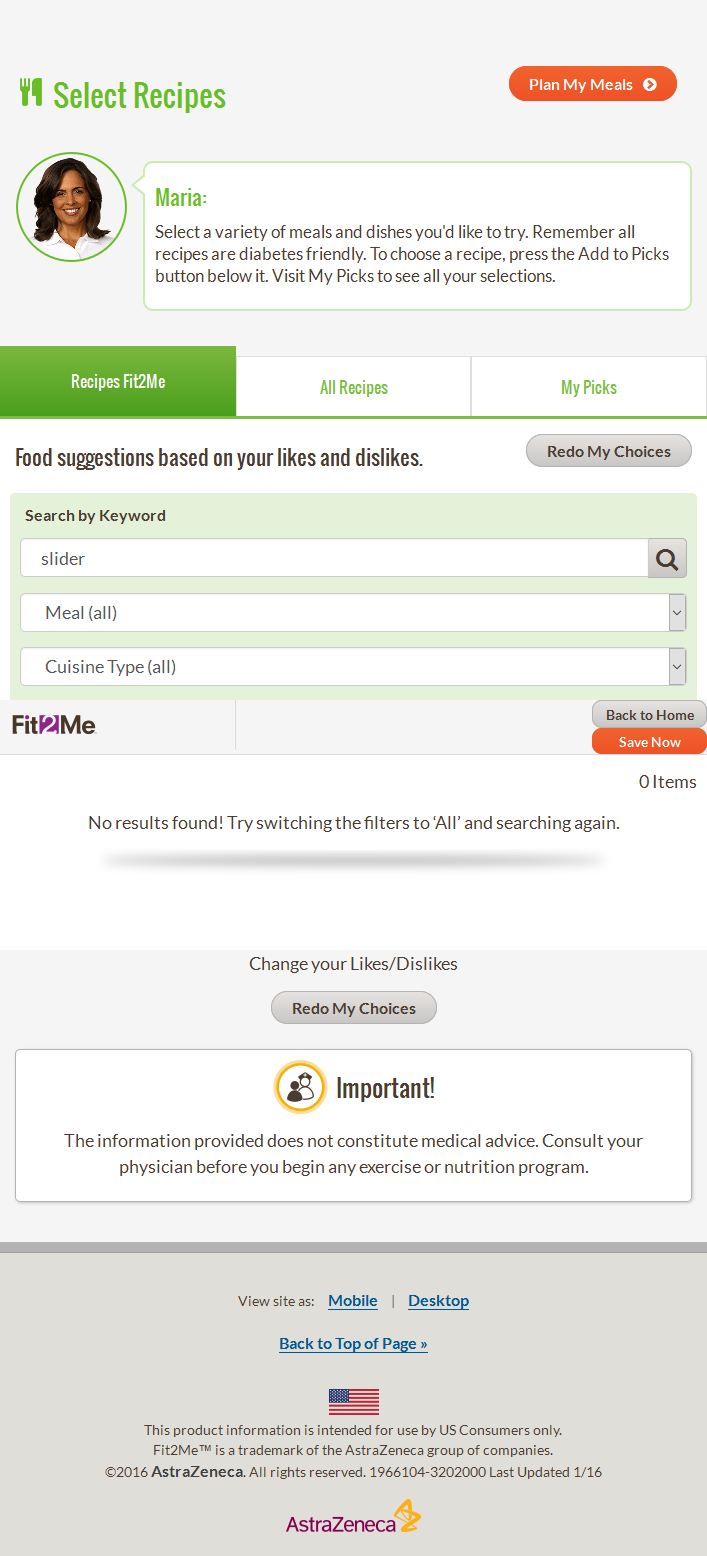 Select Recipes
Plan My Meals
Maria:
Select a variety of meals and dishes you'd like to try. Remember all
recipes are diabetes friendly. To choose a recipe, press the Add to Picks
button below it. Visit My Picks to see all your selections.
Recipes Fit2Me
All Recipes
My Picks
Food suggestions based on your likes and dislikes.
Redo My Choices
Search by Keyword
slider
Meal (all)
Cuisine Type (all)
Fit2Me
Back to Home
Save Now
0 Items
No results found! Try switching the filters to ‘All’ and searching again.
Change your Likes/Dislikes
Redo My Choices
Important!
The information provided does not constitute medical advice. Consult your
physician before you begin any exercise or nutrition program.
View site as: Mobile | Desktop
Back to Top of Page »
This product information is intended for use by US Consumers only.
Fit2Me™ is a trademark of the AstraZeneca group of companies.
©2016 AstraZeneca. All rights reserved. 1966104-3202000 Last Updated 1/16
AstraZeneca